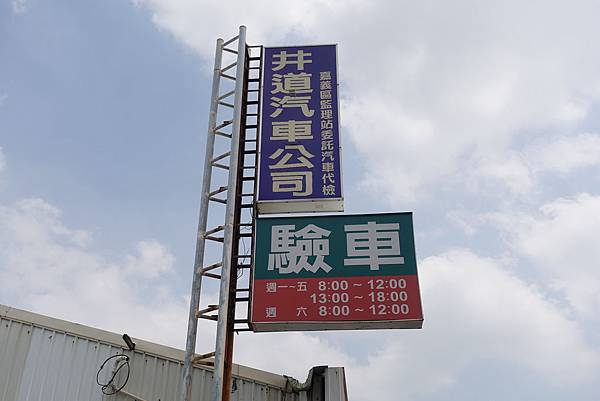 井道汽車公司
嘉義區監理站委託汽車代檢
驗車
週一~五 8:00~12:00
13:00~18:00
週 六 8:00~12:00